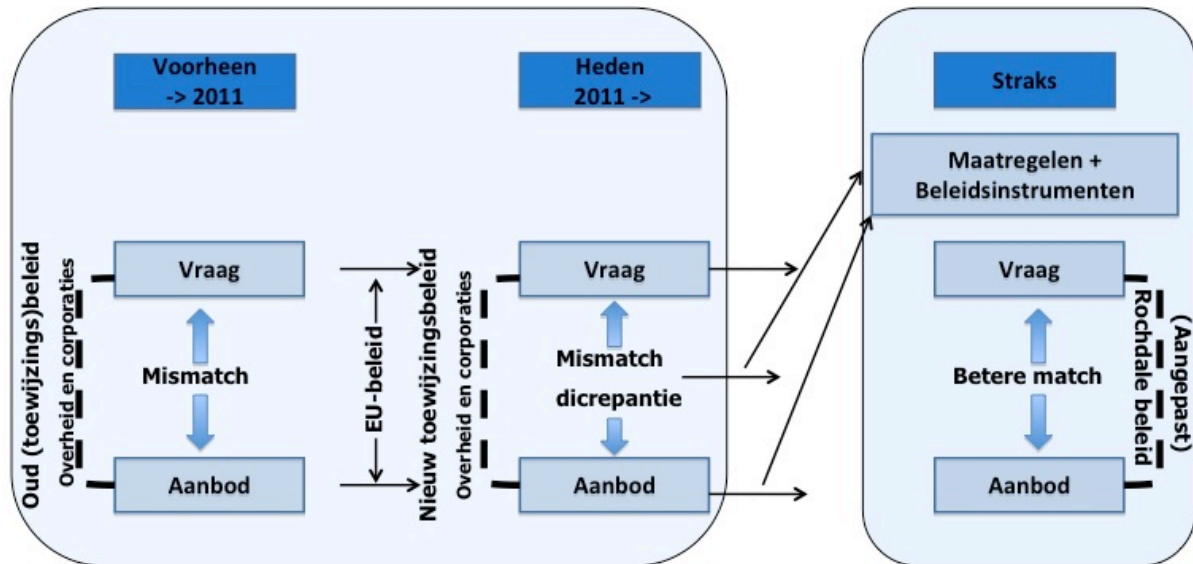 Voorheen
-> 2011
Heden
2011 ->
Straks
Maatregelen +
Beleidsinstrumenten
Oud (toewijzings)beleid
Overheid en corporaties
Vraag
Mismatch
Aanbod
EU-beleid
Nieuw toewijzingsbeleid
Overheid en corporaties
Vraag
Mismatch
dicrepantie
Aanbod
Vraag
Betere match
Aanbod
(Aangepast)
Rochdale beleid